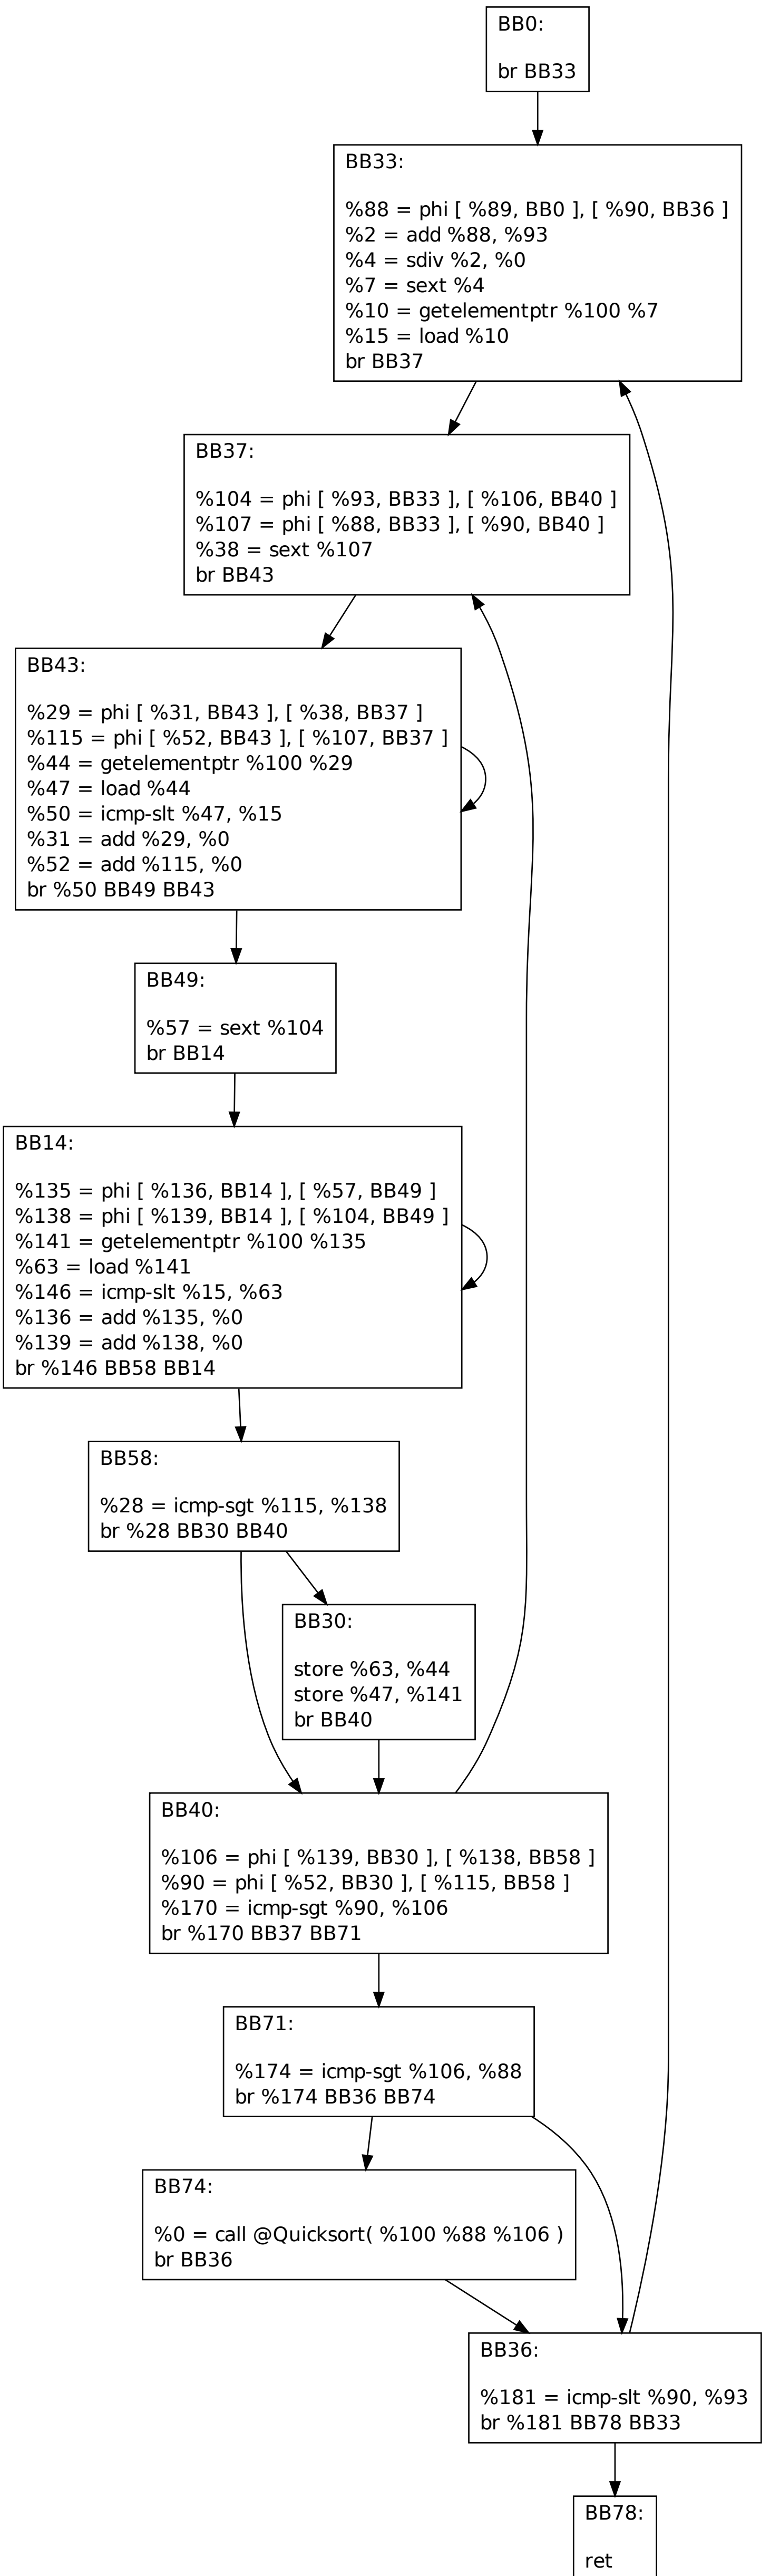 BB0:
br BB33
BB33:
%88 = phi [ %89, BB0 ], [ %90, BB36 ]
%2 = add %88, %93
%4 = sdiv %2, %0
%7 = sext %4
%10 = getelementptr %100 %7
%15 = load %10
br BB37
BB37:
%104 = phi [ %93, BB33 ], [ %106, BB40 ]
%107 = phi [ %88, BB33 ], [ %90, BB40 ]
%38 = sext %107
br BB43
BB43:
%29 = phi [ %31, BB43 ], [ %38, BB37 ]
%115 = phi [ %52, BB43 ], [ %107, BB37 ]
%44 = getelementptr %100 %29
%47 = load %44
%50 = icmp-slt %47, %15
%31 = add %29, %0
%52 = add %115, %0
br %50 BB49 BB43
BB49:
%57 = sext %104
br BB14
BB14:
%135 = phi [ %136, BB14 ], [ %57, BB49 ]
%138 = phi [ %139, BB14 ], [ %104, BB49 ]
%141 = getelementptr %100 %135
%63 = load %141
%146 = icmp-slt %15, %63
%136 = add %135, %0
%139 = add %138, %0
br %146 BB58 BB14
BB58:
%28 = icmp-sgt %115, %138
br %28 BB30 BB40
BB30:
store %63, %44
store %47, %141
br BB40
BB40:
%106 = phi [ %139, BB30 ], [ %138, BB58 ]
%90 = phi [ %52, BB30 ], [ %115, BB58 ]
%170 = icmp-sgt %90, %106
br %170 BB37 BB71
BB71:
%174 = icmp-sgt %106, %88
br %174 BB36 BB74
BB74:
%0 = call @Quicksort( %100 %88 %106 )
br BB36
BB36:
%181 = icmp-slt %90, %93
br %181 BB78 BB33
BB78:
ret